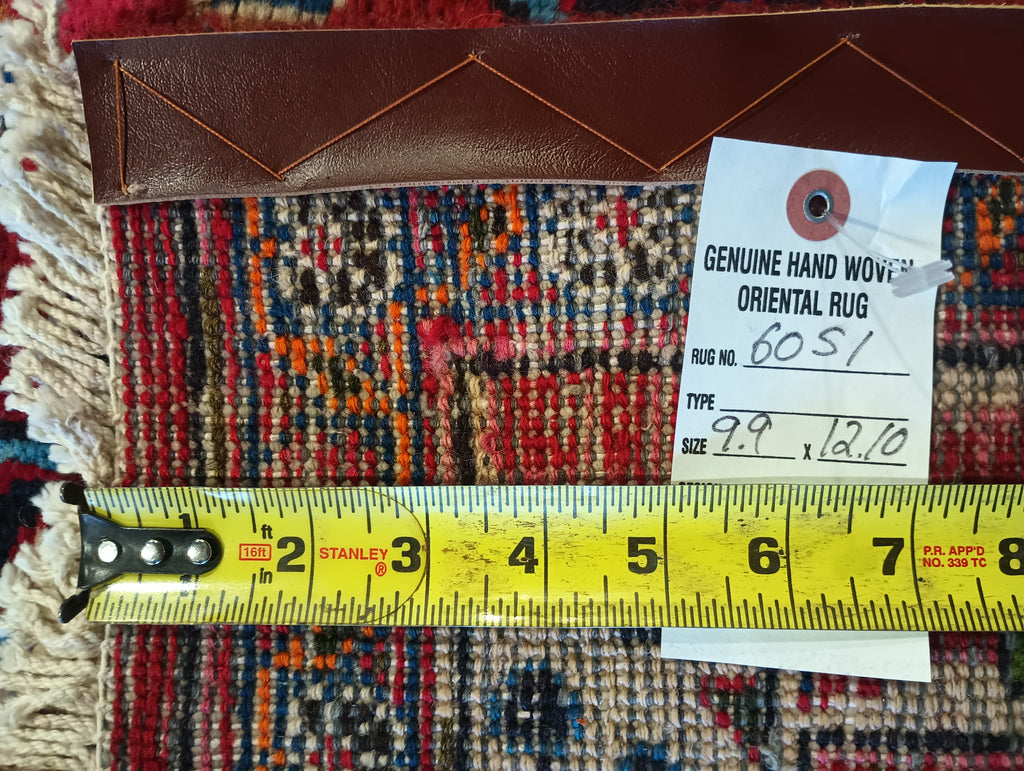 GENUINE HAND WOVEN
ORIENTAL RUG
RUG NO. 6051
TYPE
SIZE 9.9 x 12.10
1 ft 16ft in 2 STANLEY ® 3 4 5 6 7 P.R. APP'D NO. 339 TC 8